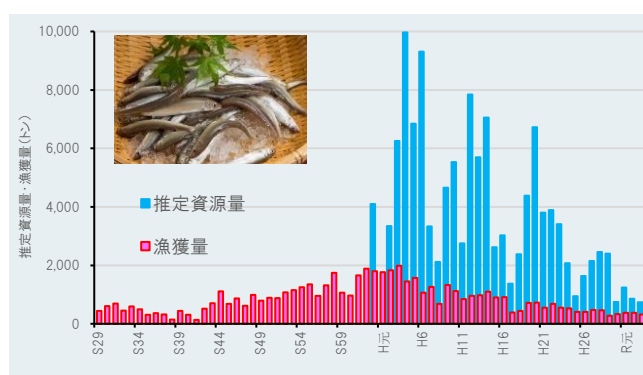 推定資源量・漁獲量(トン)
10,000
8,000
6,000
4,000
2,000
0
推定資源量
漁獲量
S29
S34
S39
S44
S49
S54
S59
H元
H6
H11
H16
H21
H26
R元